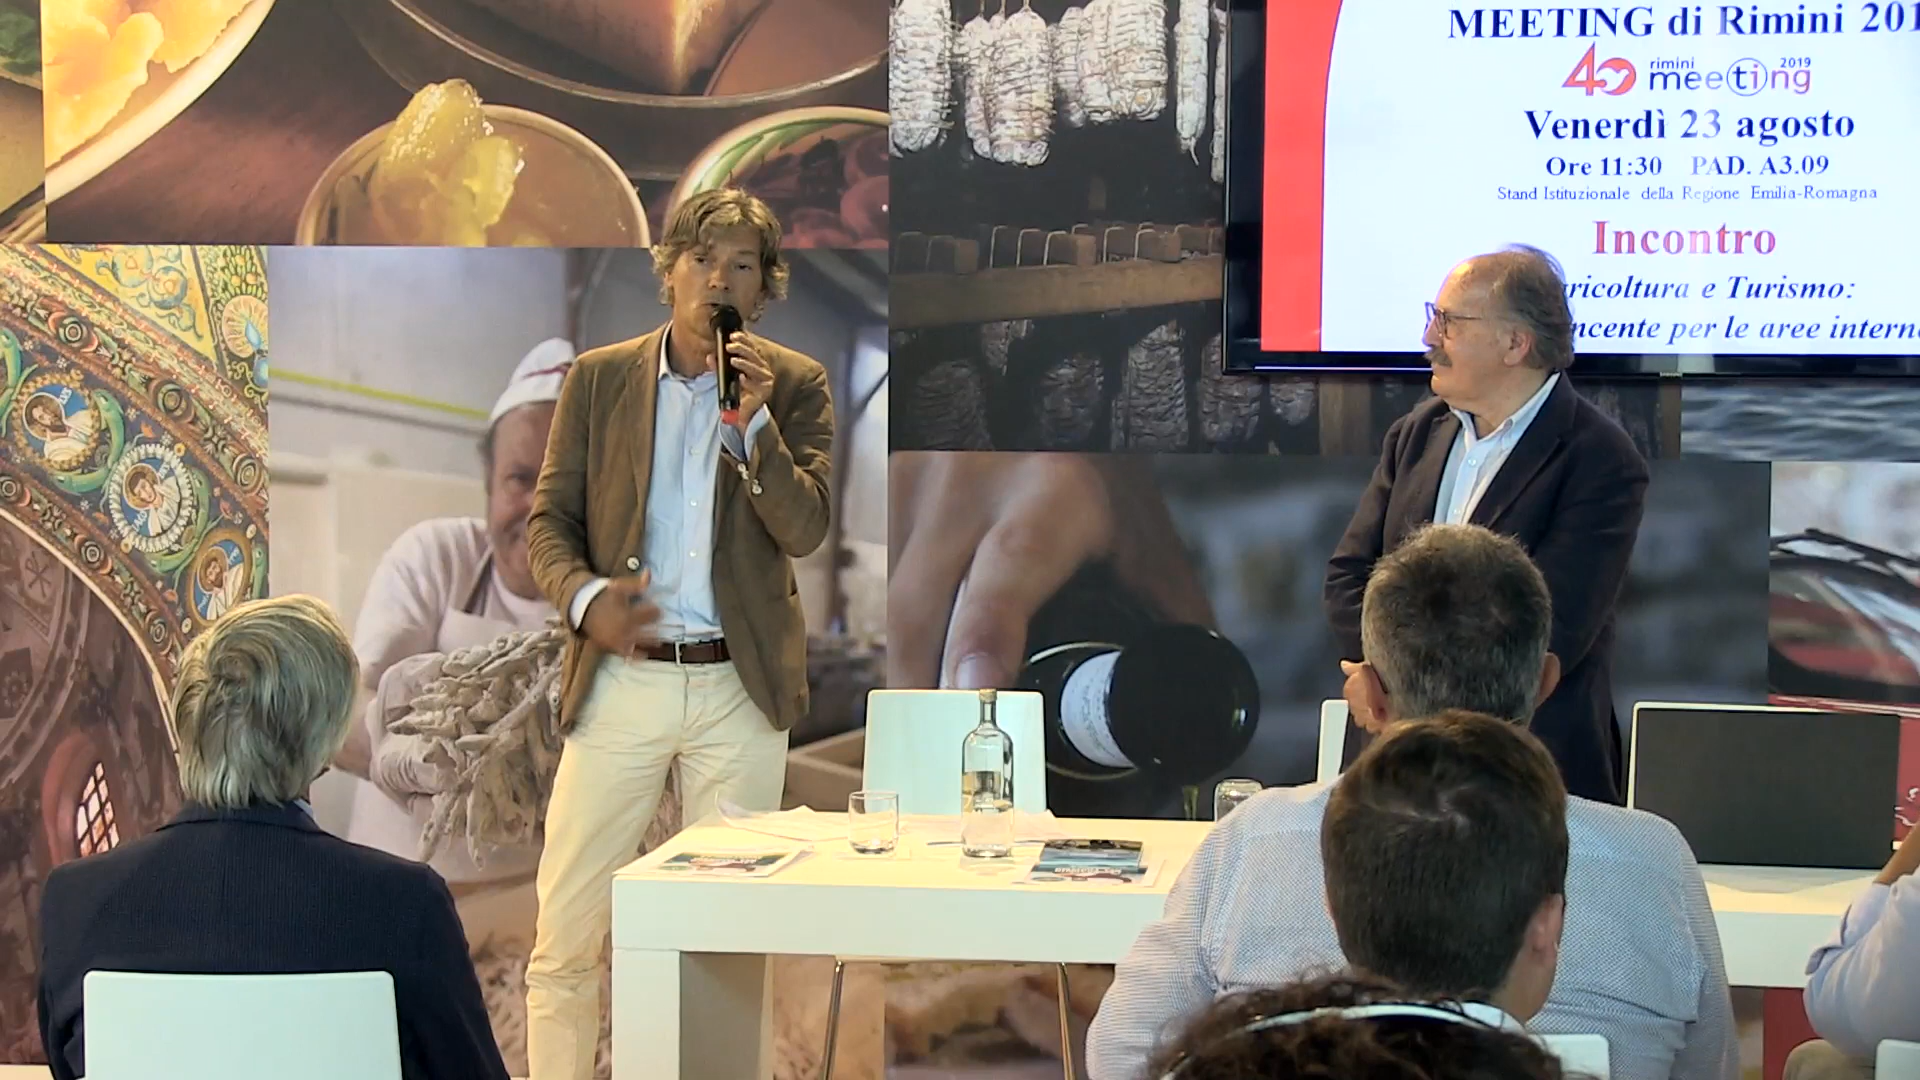 MEETING di Rimini 201
40 rimini meeting 2019
Venerdì 23 agosto
Ore 11:30 PAD. A3.09
Stand Istituzionale della Regione Emilia-Romagna
Incontro
ricoltura e Turismo:
ncente per le aree intern